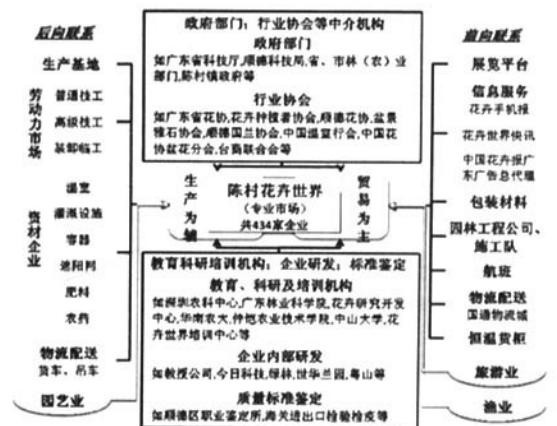 后向联系
生产基地
劳动力市场
普通技工
高级技工
装卸临工
资材企业
温室
灌溉设施
容器
遮阳网
肥料
农药
物流配送
货车、吊车
园艺业
政府部门；行业协会等中介机构
政府部门
如广东省科技厅,顺德科技局,省、市林（农）业
部门,陈村镇政府等
行业协会
如广东省花协,花卉种植者协会,顺德花协,盆景
雅石协会,顺德国兰协会,中国温室行会,中国花
协盆花分会,台商联合会等
生产为辅
陈村花卉世界
（专业市场）
共434家企业
贸易为主
教育科研培训机构；企业研发；标准鉴定
教育、科研及培训机构
如深圳农科中心,广东林业科学院,花卉研究开发
中心,华南农大,仲恺农业技术学院,中山大学,花
卉世界培训中心等
企业内部研发
如教授公司,今日科技,绿林,世华兰园,粤山等
质量标准鉴定
如顺德区职业鉴定所,海关进出口检验检疫等
前向联系
展览平台
信息服务
花卉手机报
花卉世界快讯
中国花卉报广
东广告总代理
包装材料
园林工程公司、
施工队
航班
物流配送
国通物流城
恒温货柜
旅游业
渔业